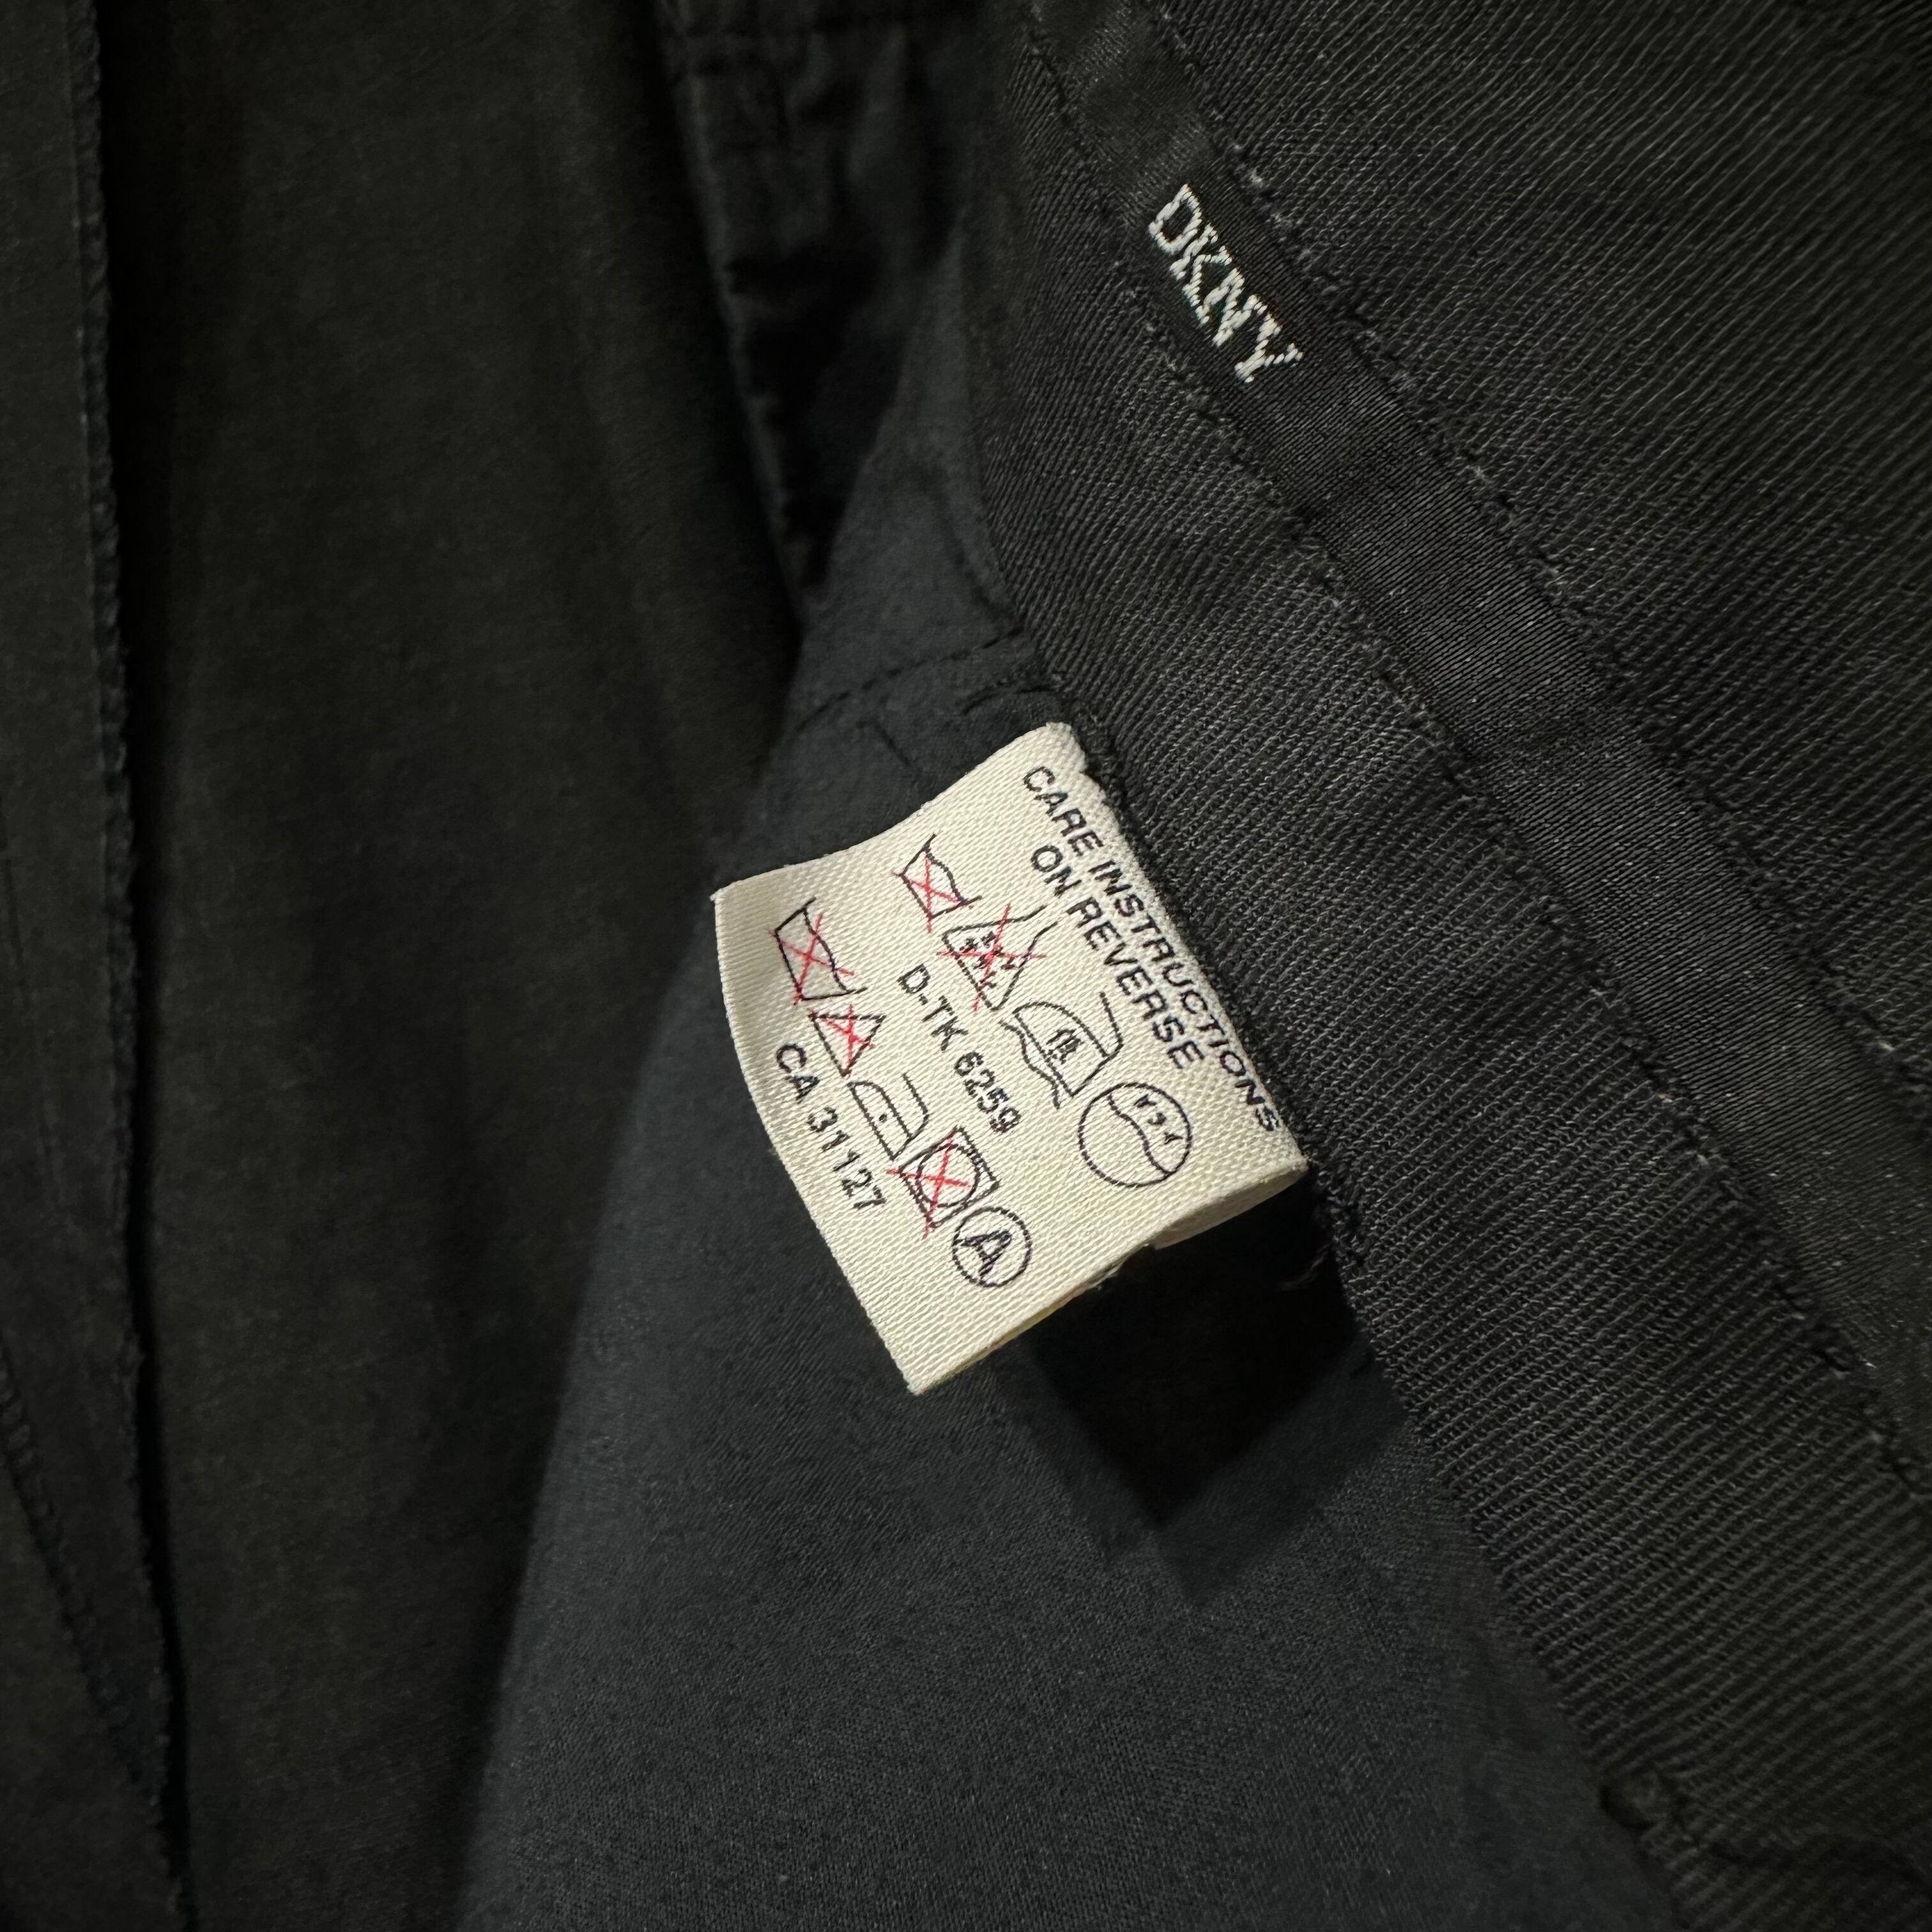 DKNY
CARE INSTRUCTIONS
ON REVERSE
D-TK 6259
A
CA 31127